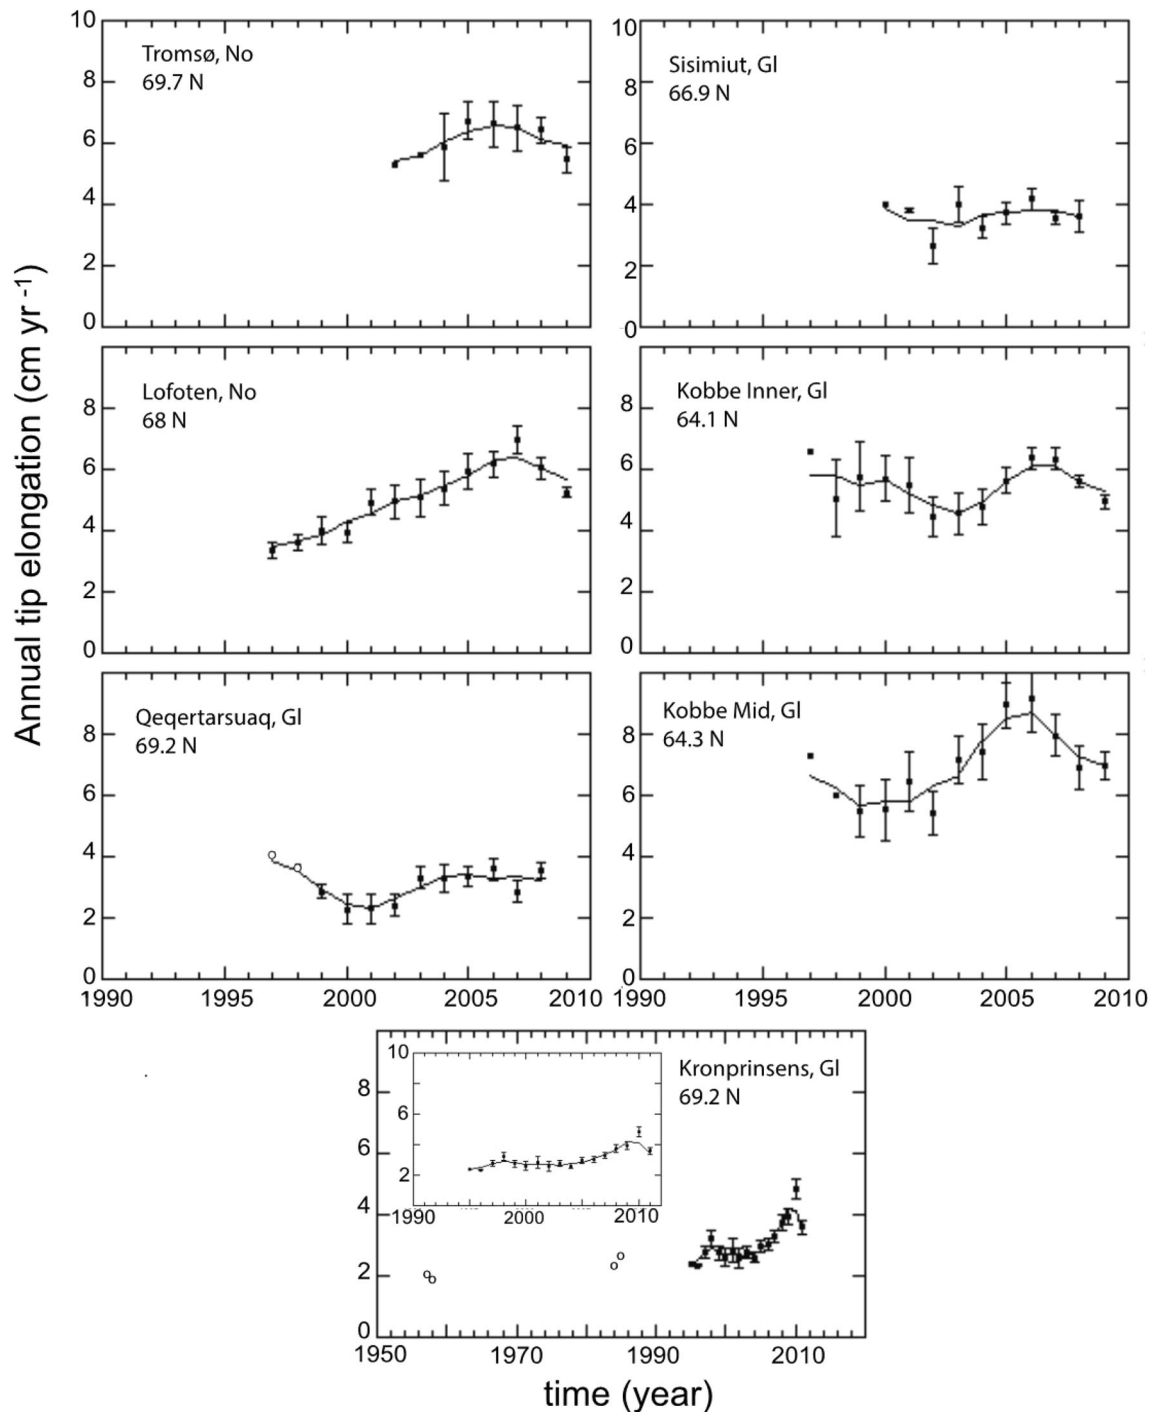 Annual tip elongation (cm yr -1)
10
8
6
4
2
0
Tromsø, No
69.7 N
10
8
6
4
2
0
Sisimiut, Gl
66.9 N
8
6
4
2
0
Lofoten, No
68 N
8
6
4
2
0
Kobbe Inner, Gl
64.1 N
8
6
4
2
0
Qeqertarsuaq, Gl
69.2 N
1990 1995 2000 2005 2010
8
6
4
2
0
Kobbe Mid, Gl
64.3 N
1990 1995 2000 2005 2010
8
6
4
2
0
10
6
2
1990 2000 2010
Kronprinsens, Gl
69.2 N
1950 1970 1990 2010
time (year)